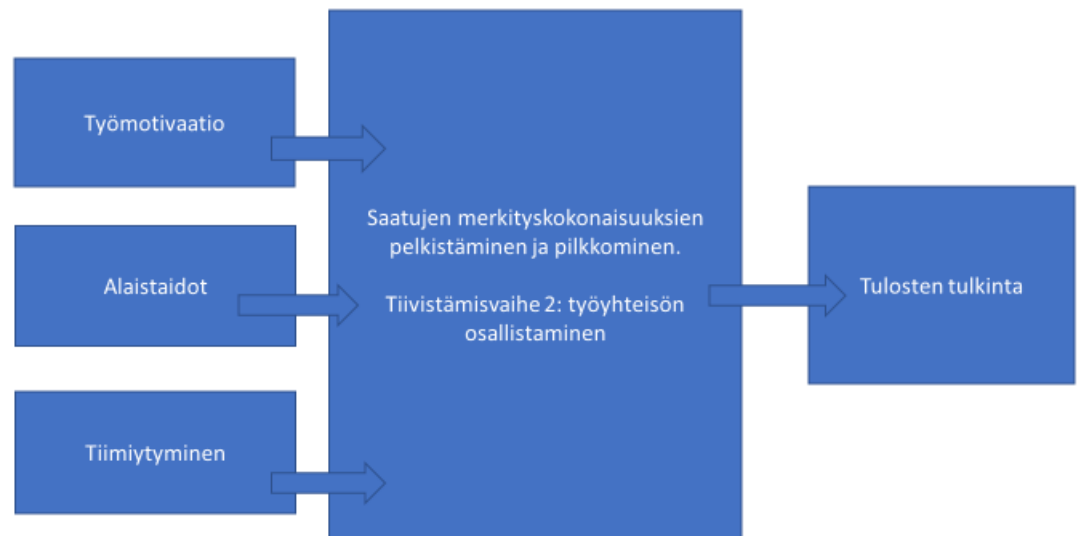 Työmotivaatio
Alaistaidot
Tiimiytyminen
Saatujen merkityskokonaisuuksien
pelkistäminen ja pilkkominen.
Tiivistämisvaihe 2: työyhteisön
osallistaminen
Tulosten tulkinta